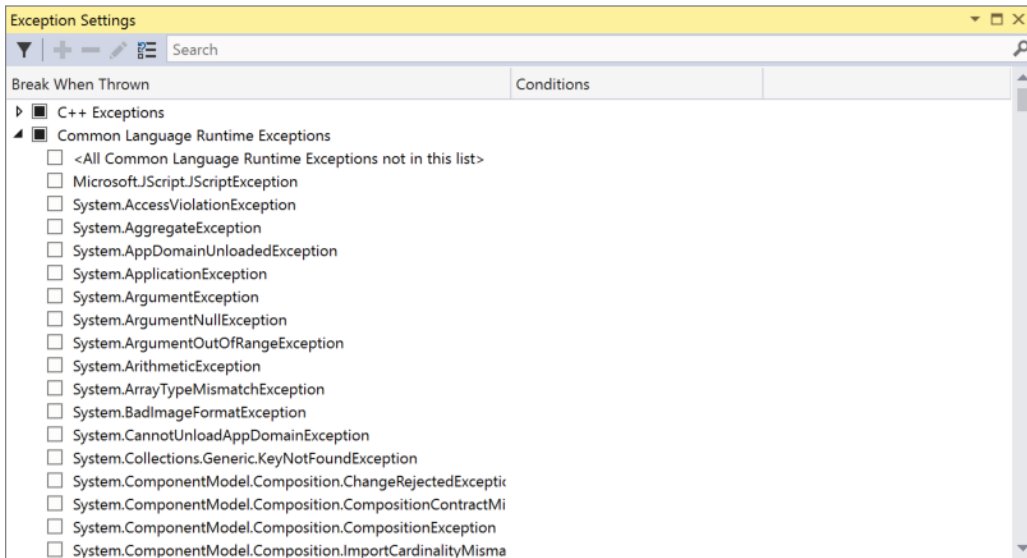 Exception Settings
Search
Break When Thrown Conditions
C++ Exceptions
Common Language Runtime Exceptions
<All Common Language Runtime Exceptions not in this list>
Microsoft.JScript.JScriptException
System.AccessViolationException
System.AggregateException
System.AppDomainUnloadedException
System.ApplicationException
System.ArgumentException
System.ArgumentNullException
System.ArgumentOutOfRangeException
System.ArithmeticException
System.ArrayTypeMismatchException
System.BadImageFormatException
System.CannotUnloadAppDomainException
System.Collections.Generic.KeyNotFoundException
System.ComponentModel.Composition.ChangeRejectedExceptic
System.ComponentModel.Composition.CompositionContractMi
System.ComponentModel.Composition.CompositionException
System.ComponentModel.Composition.ImportCardinalityMisma